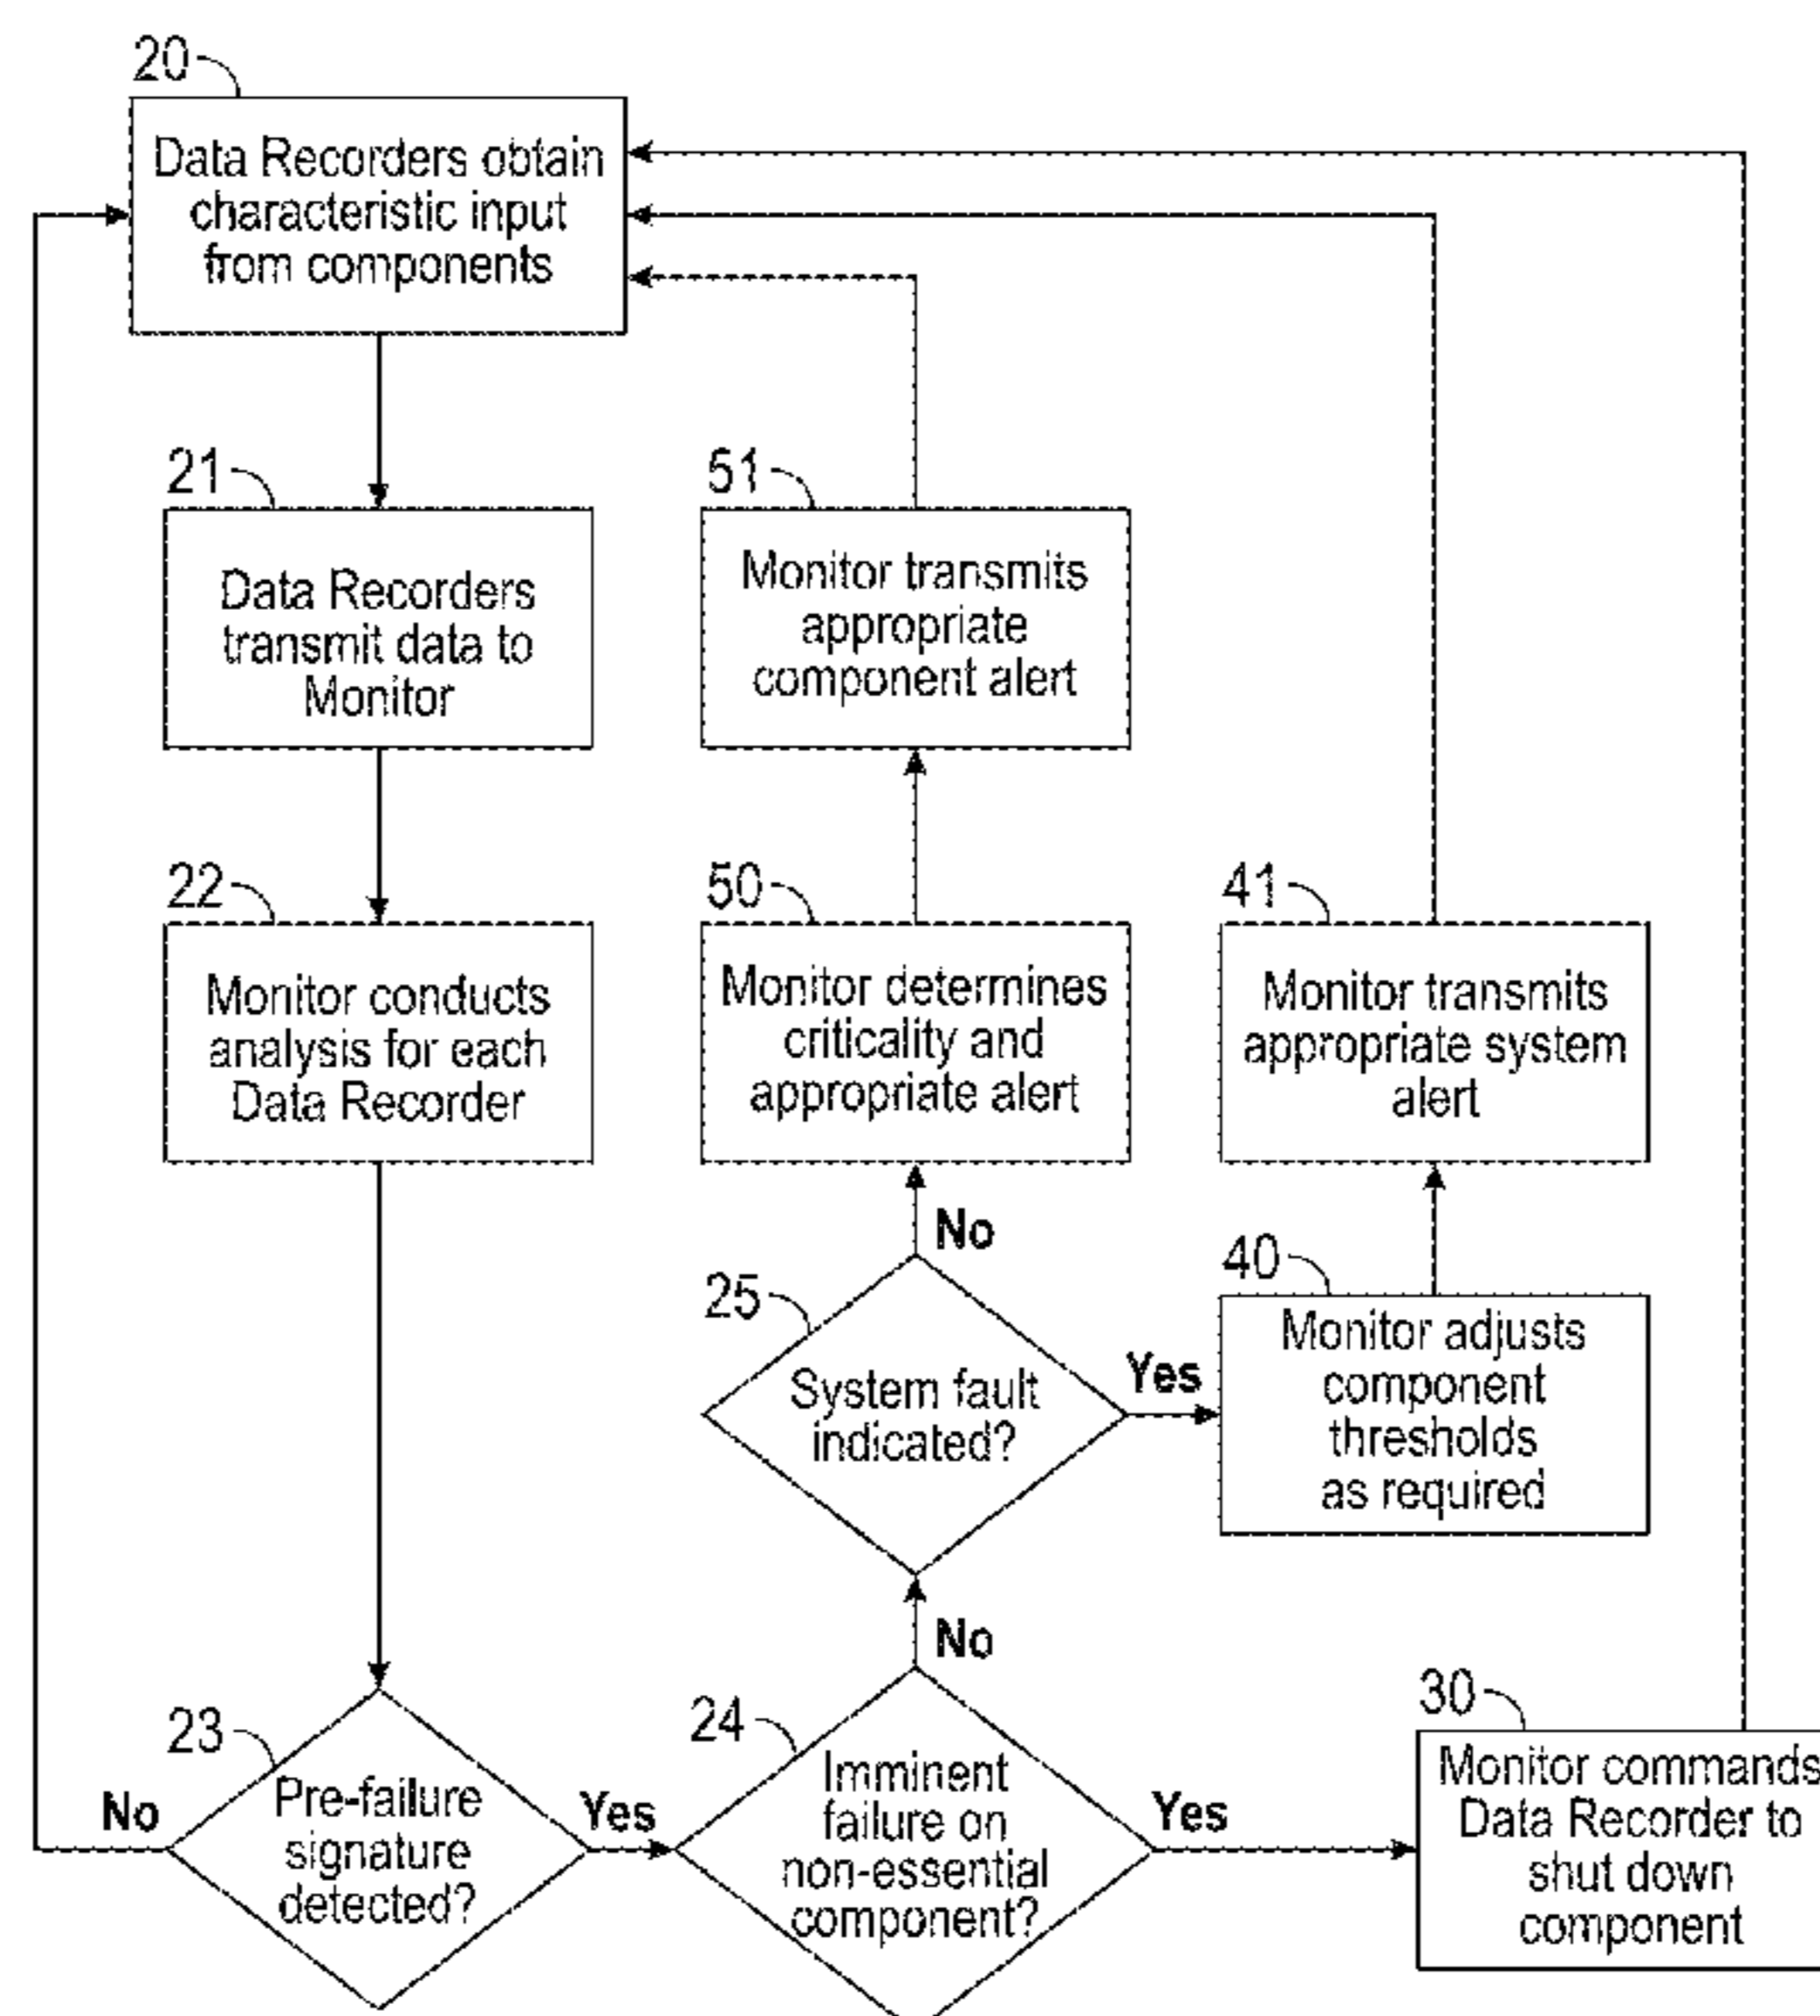 20
Data Recorders obtain
characteristic input
from components
21
Data Recorders
transmit data to
Monitor
51
Monitor transmits
appropriate
component alert
22
Monitor conducts
analysis for each
Data Recorder
50
Monitor determines
criticality and
appropriate alert
41
Monitor transmits
appropriate system
alert
No
25
System fault
indicated?
Yes
40
Monitor adjusts
component
thresholds
as required
No
23
Pre-failure
signature
detected?
No
Yes
24
Imminent
failure on
non-essential
component?
Yes
30
Monitor commands
Data Recorder to
shut down
component